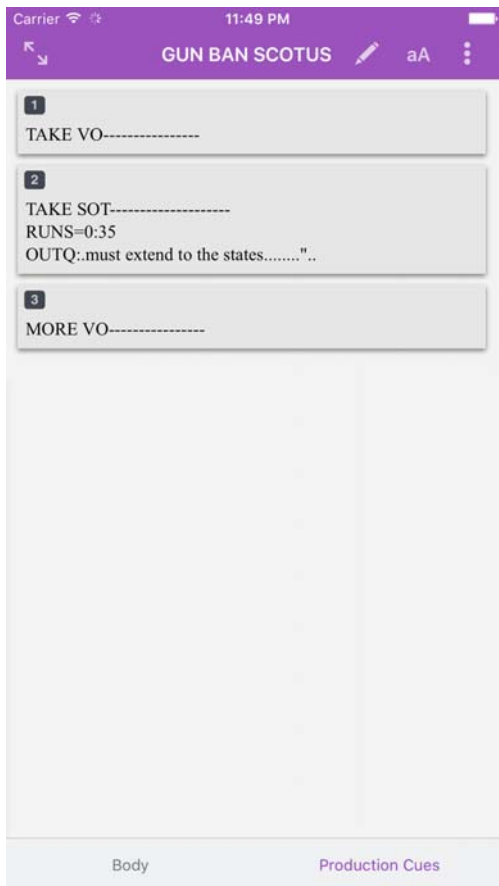 Carrier 11:49 PM
GUN BAN SCOTUS aA
1
TAKE VO----------------
2
TAKE SOT--------------------
RUNS=0:35
OUTQ:.must extend to the states........"..
3
MORE VO----------------
Body Production Cues